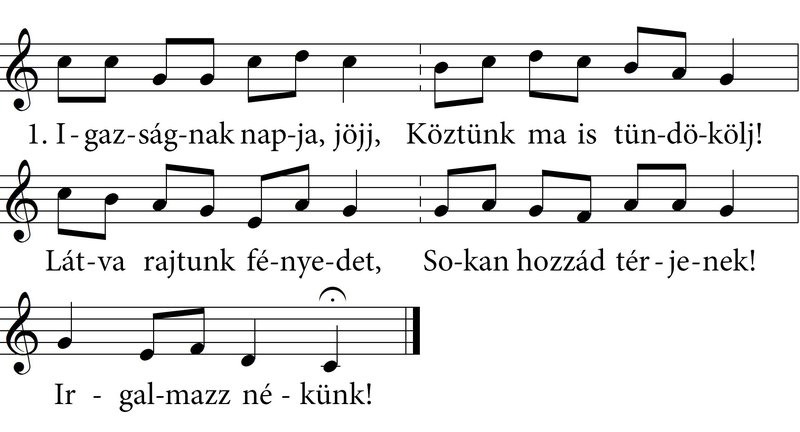 1. I - gaz-ság-nak nap-ja, jöjj, Köztünk ma is tün-dö-kölj!
Lát-va rajtunk fé-nye-det, So-kan hozzád tér - je-nek!
Ir - gal-mazz né - künk!